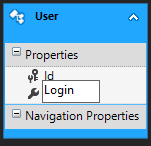 User
Properties
Id
Login
Navigation Properties